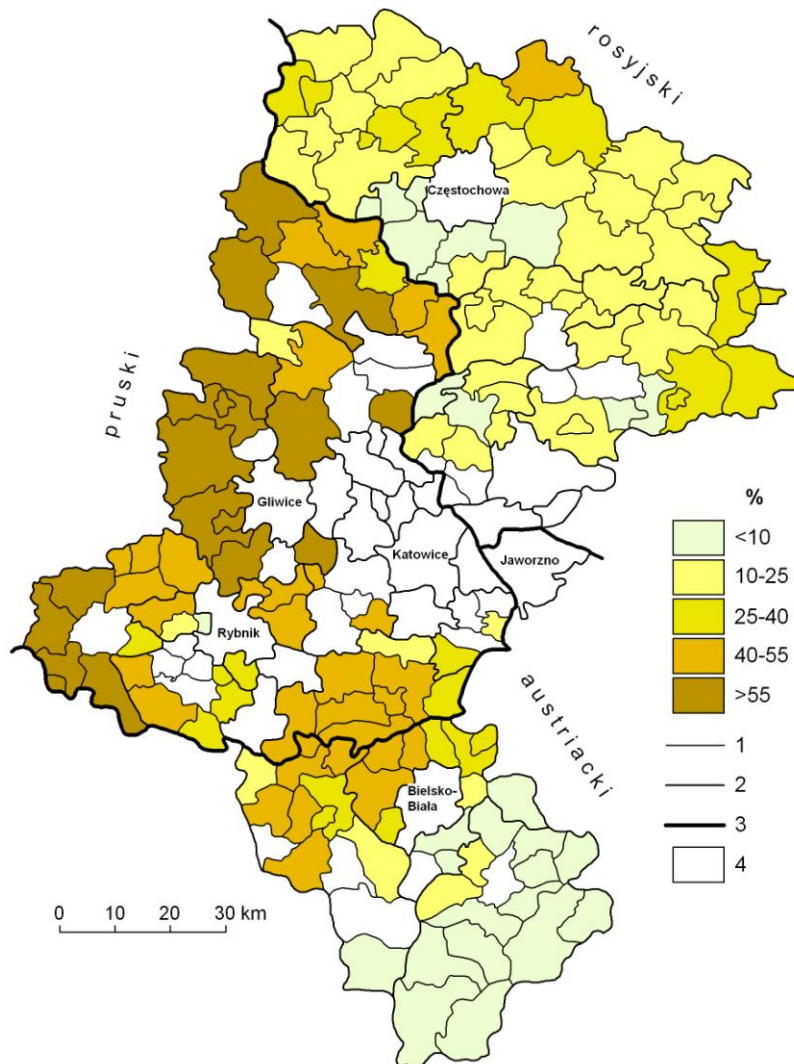 rosyjski
Częstochowa
pruski
Gliwice
Katowice
Jaworzno
Rybnik
%
<10
10-25
25-40
40-55
>55
austriacki
1
2
3
4
Bielsko-
Biała
0 10 20 30 km